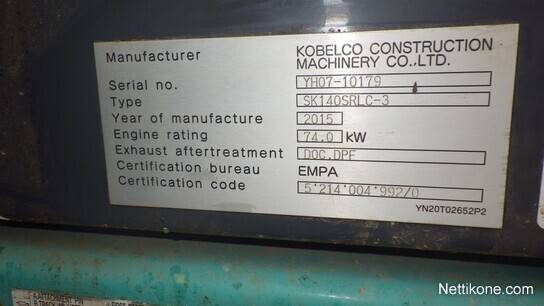 Manufacturer KOBELCO CONSTRUCTION
MACHINERY CO.,LTD.
Serial no. YH07-10179
Type SK140SRLC-3
Year of manufacture 2015
Engine rating 74.0 kW
Exhaust aftertreatment DOC,DPF
Certification bureau EMPA
Certification code 5'214'004'992/0
YN20T02652P2
Nettikone.com